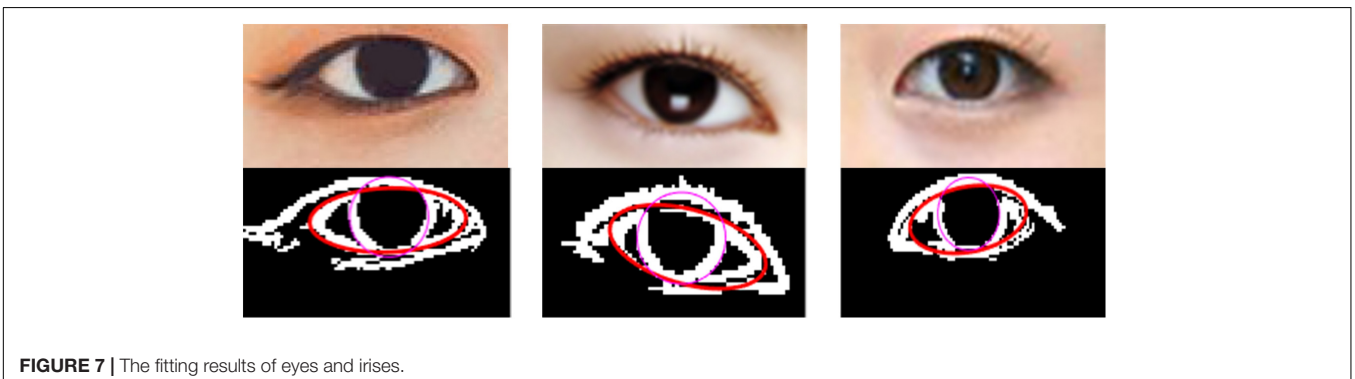 FIGURE 7 | The fitting results of eyes and irises.